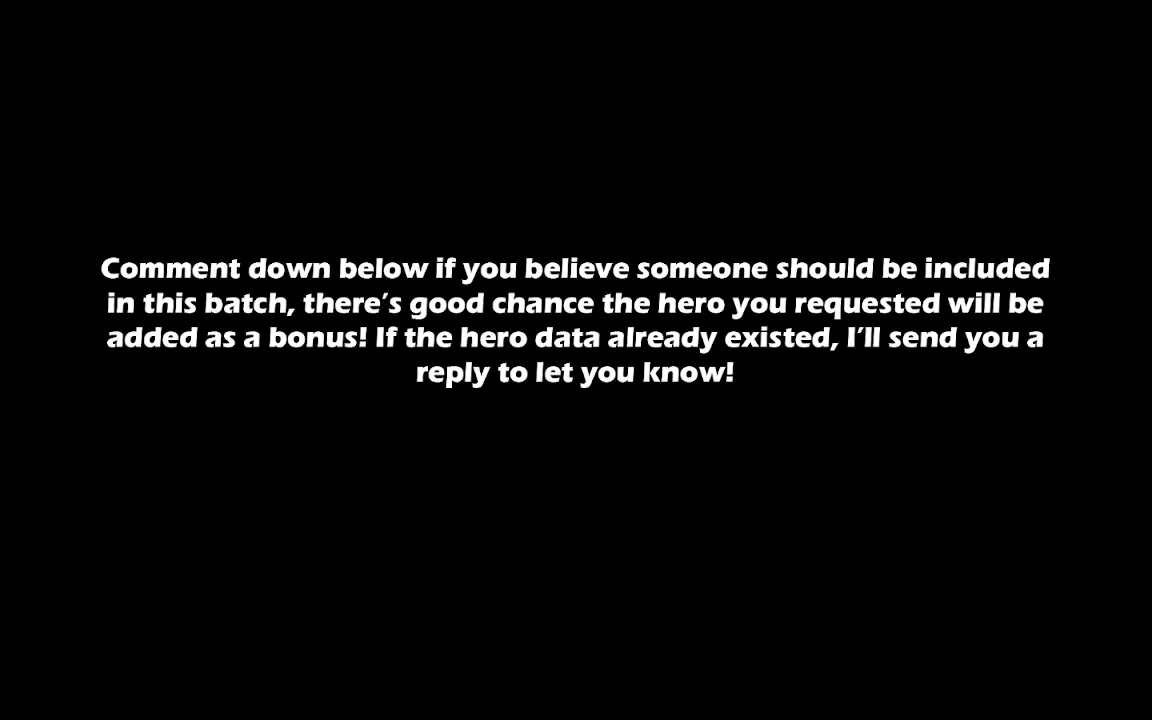 Comment down below if you believe someone should be included
in this batch, there's good chance the hero you requested will be
added as a bonus! If the hero data already existed, I'll send you a
reply to let you know!